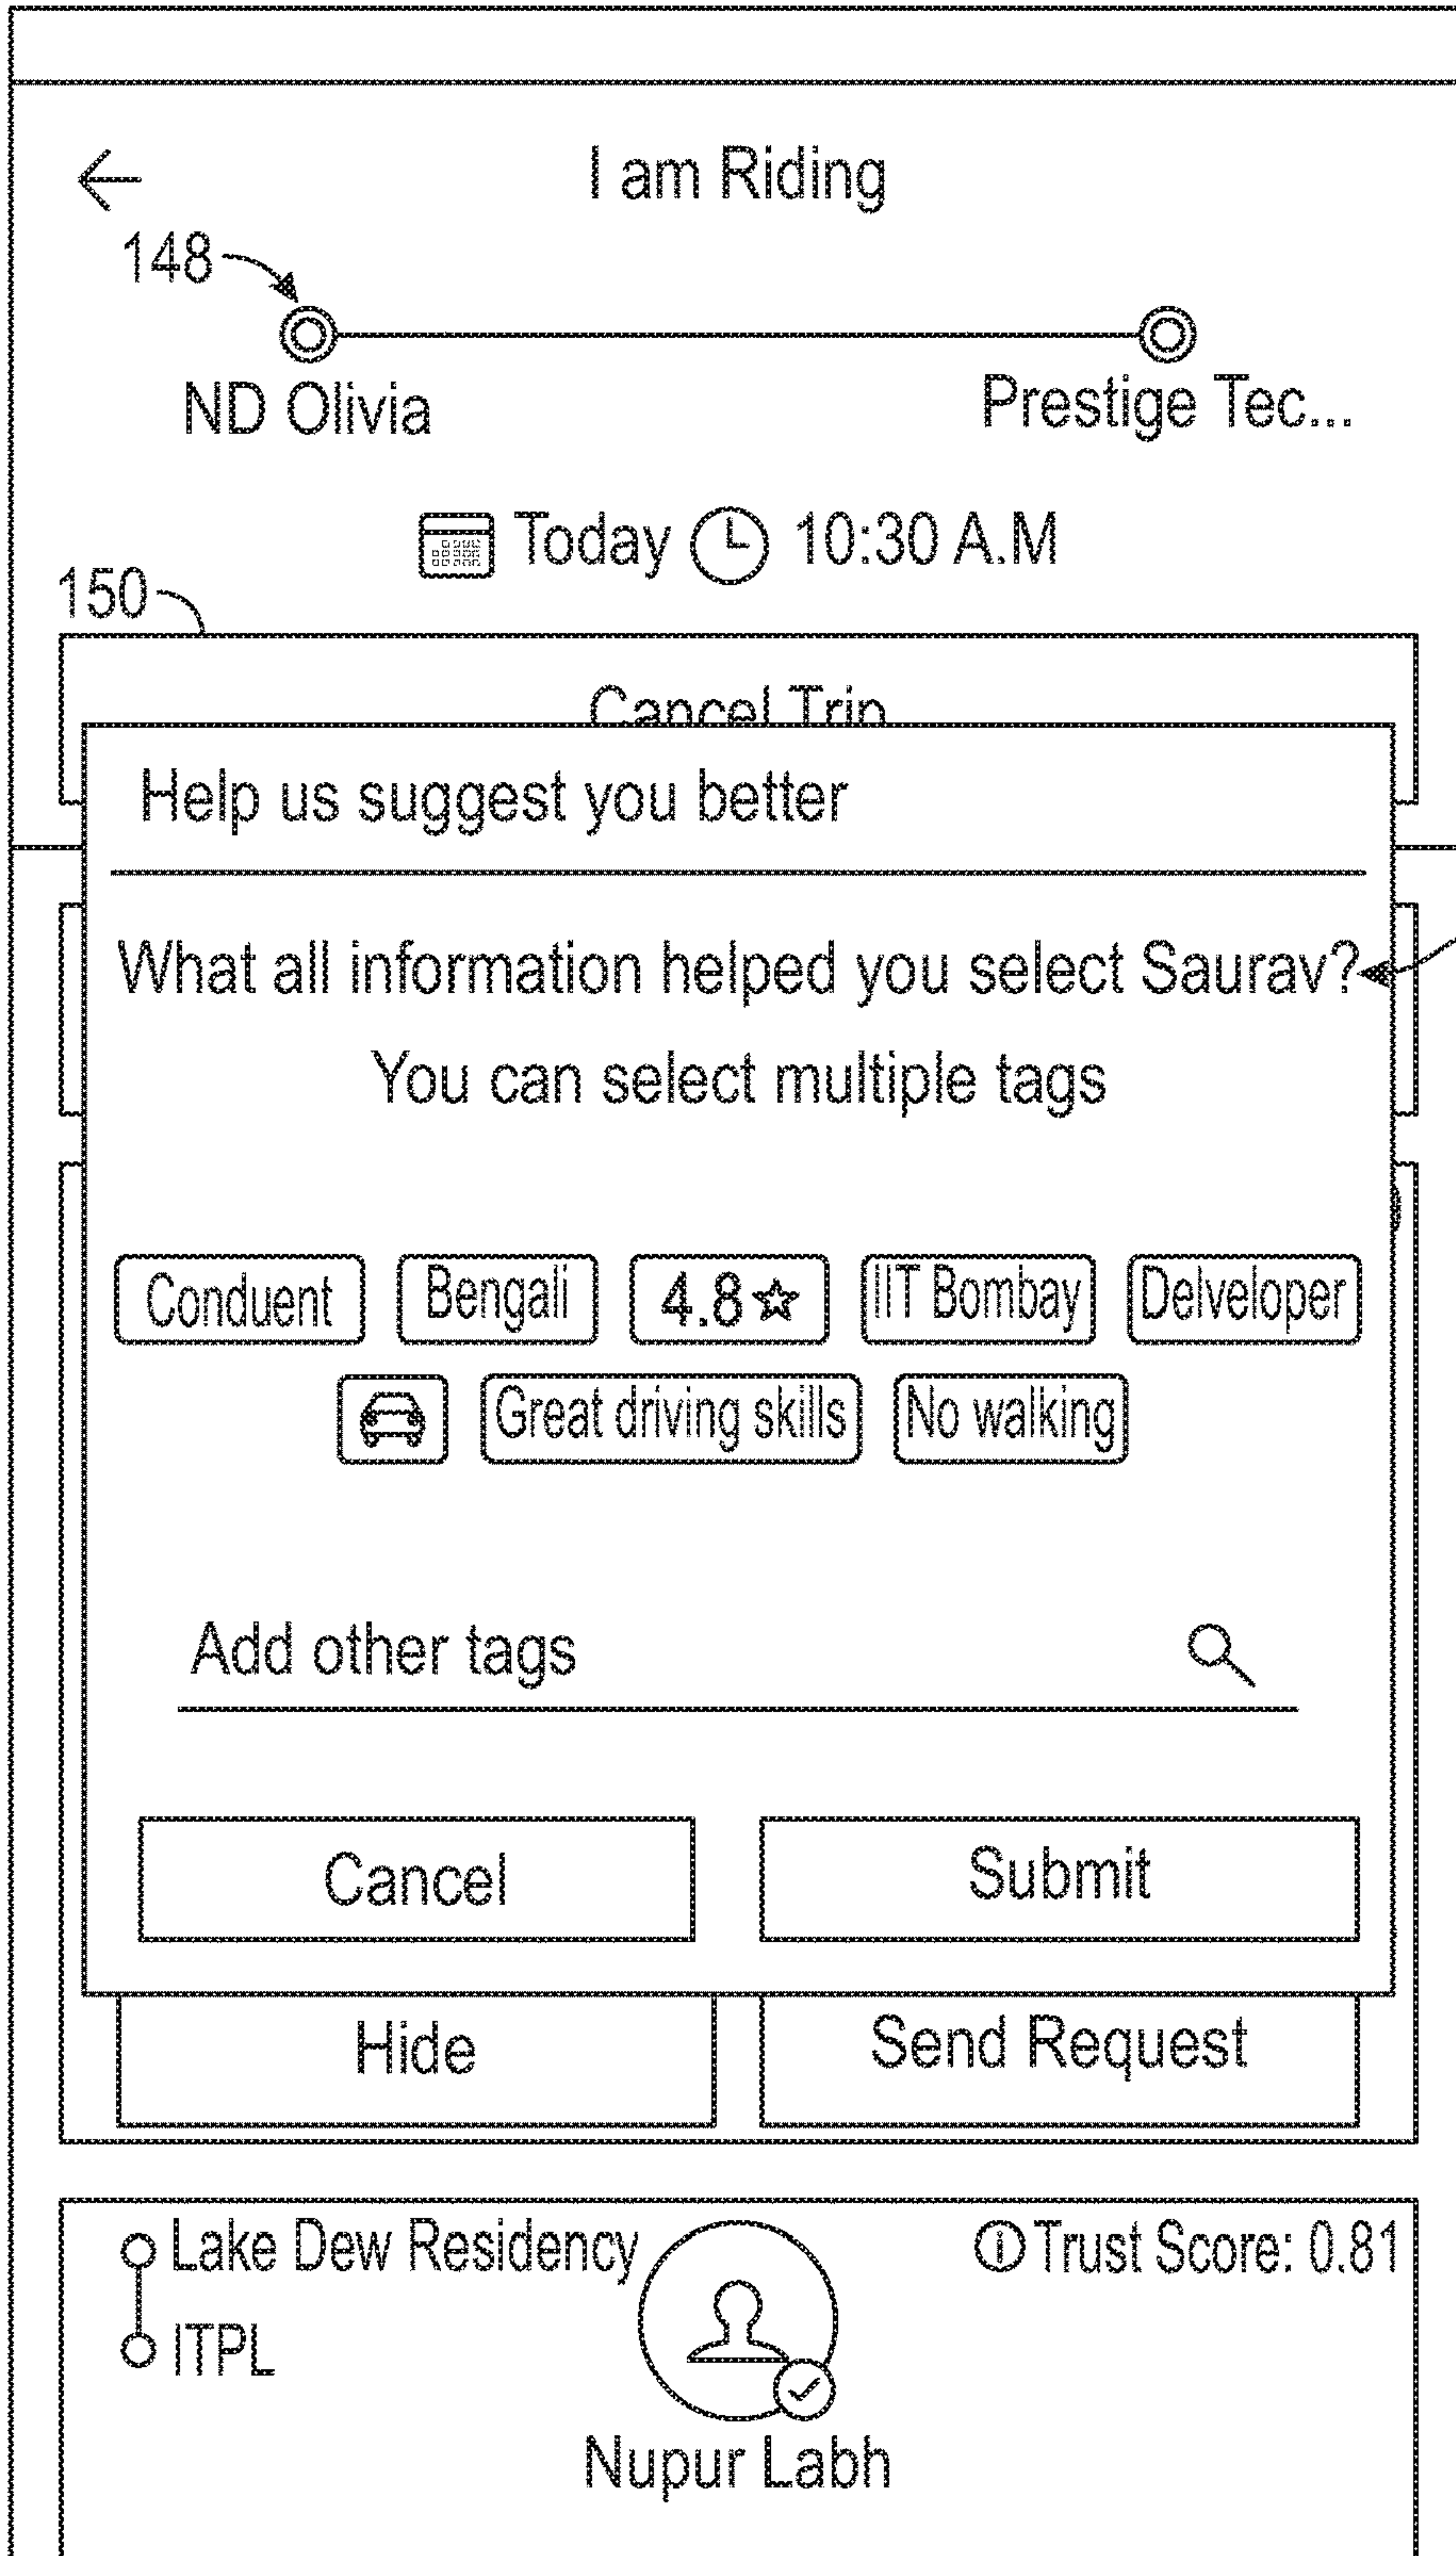 I am Riding
148
ND Olivia Prestige Tec...
Today 10:30 A.M
150
Cancel Trip
Help us suggest you better
What all information helped you select Saurav?
You can select multiple tags
Conduent Bengali 4.8☆ IIT Bombay Delveloper
Great driving skills No walking
Add other tags
Cancel Submit
Hide Send Request
Lake Dew Residency Trust Score: 0.81
ITPL
Nupur Labh